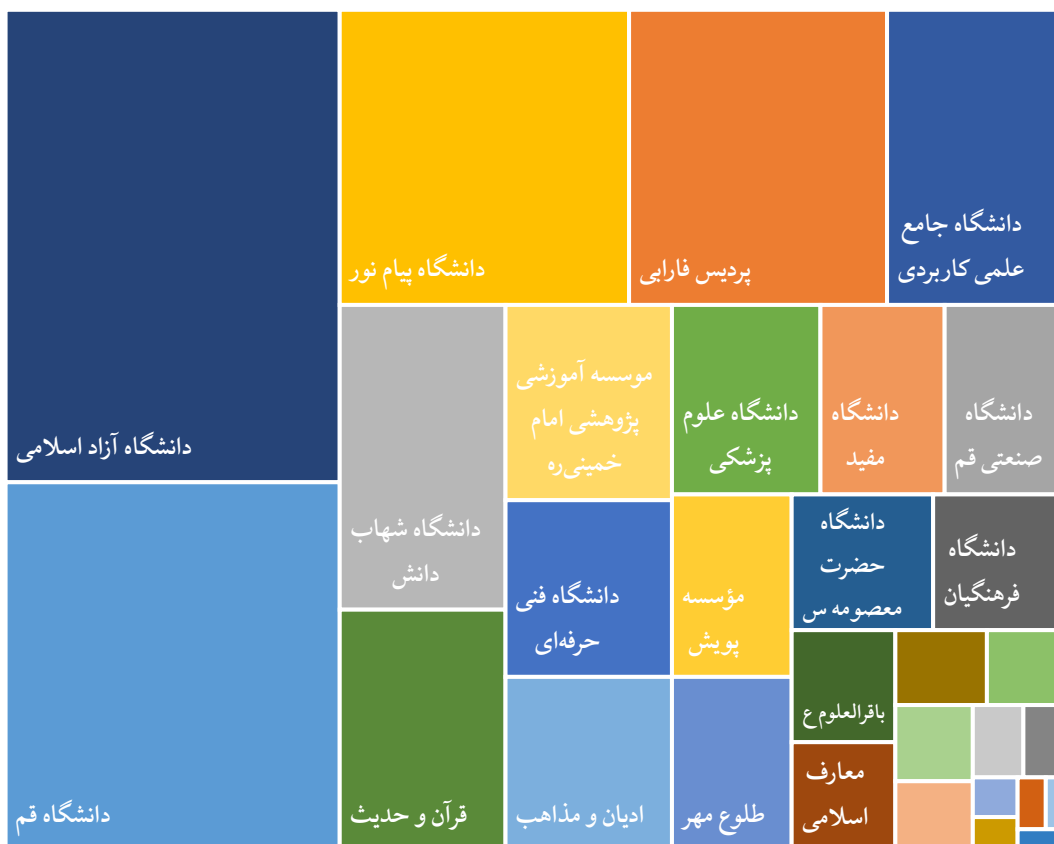 دانشگاه آزاد اسلامی
دانشگاه قم
دانشگاه پیام نور
پردیس فارابی
دانشگاه جامع
علمی کاربردی
دانشگاه شهاب
دانش
قرآن و حدیث
موسسه آموزشی
پژوهشی امام
خمینی‌ره
دانشگاه علوم
پزشکی
دانشگاه
مفید
دانشگاه
صنعتی قم
دانشگاه فنی
حرفه‌ای
مؤسسه
پویش
دانشگاه
حضرت
معصومه س
دانشگاه
فرهنگیان
ادیان و مذاهب
طلوع مهر
باقرالعلوم ع
معارف
اسلامی